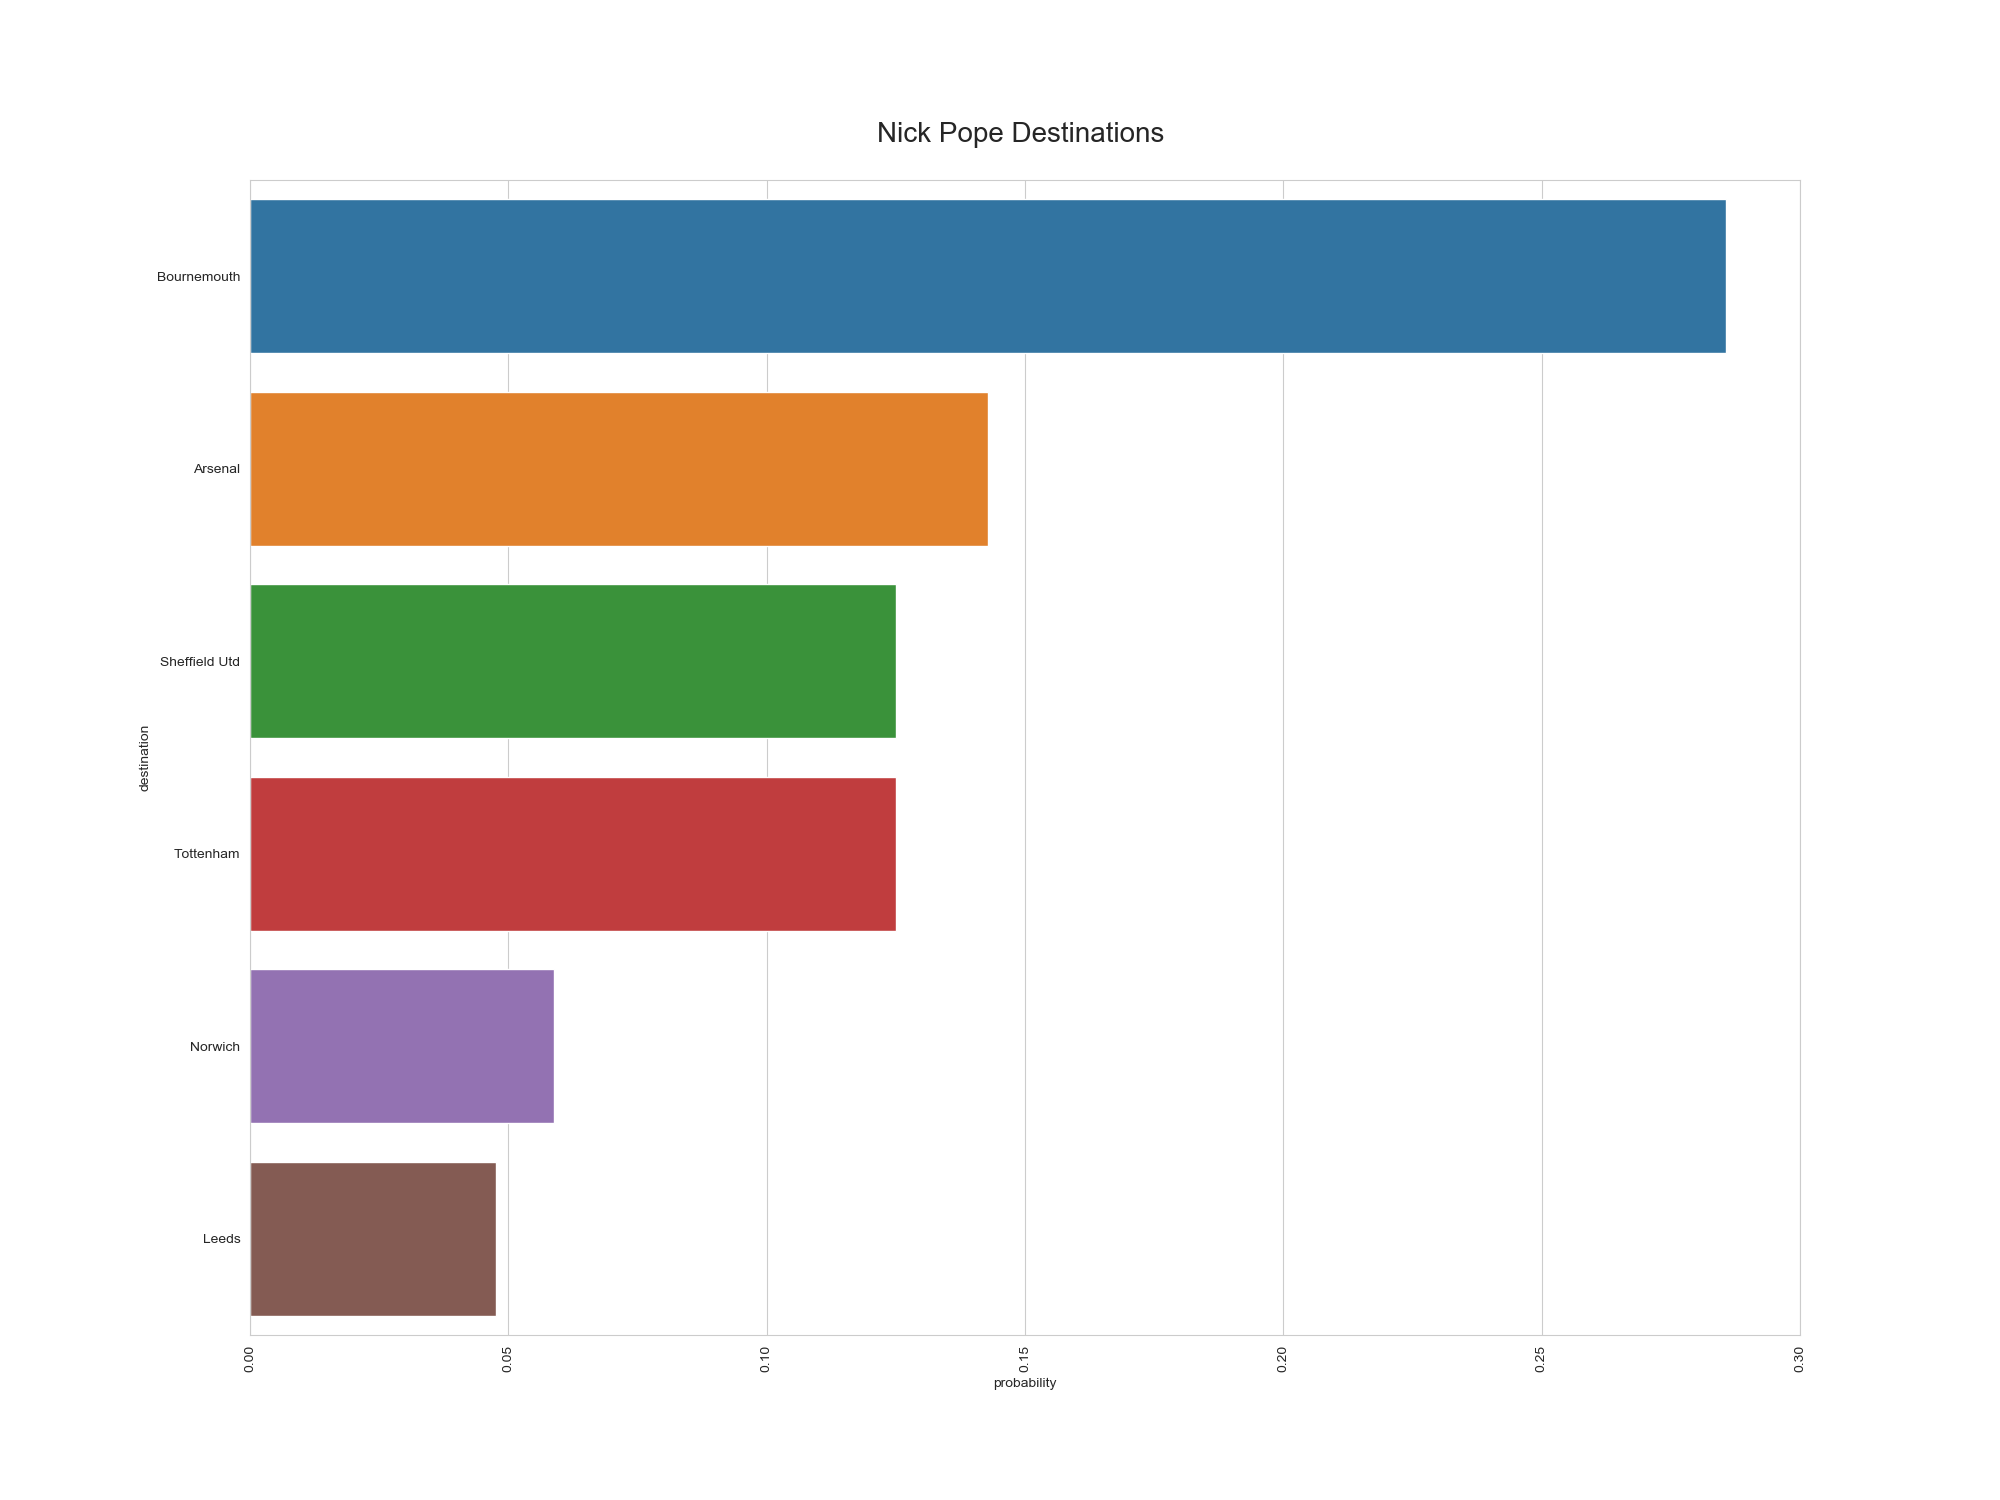 Nick Pope Destinations
Bournemouth
Arsenal
Sheffield Utd
Tottenham
Norwich
Leeds
destination
0.00
0.05
0.10
0.15
0.20
0.25
0.30
probability